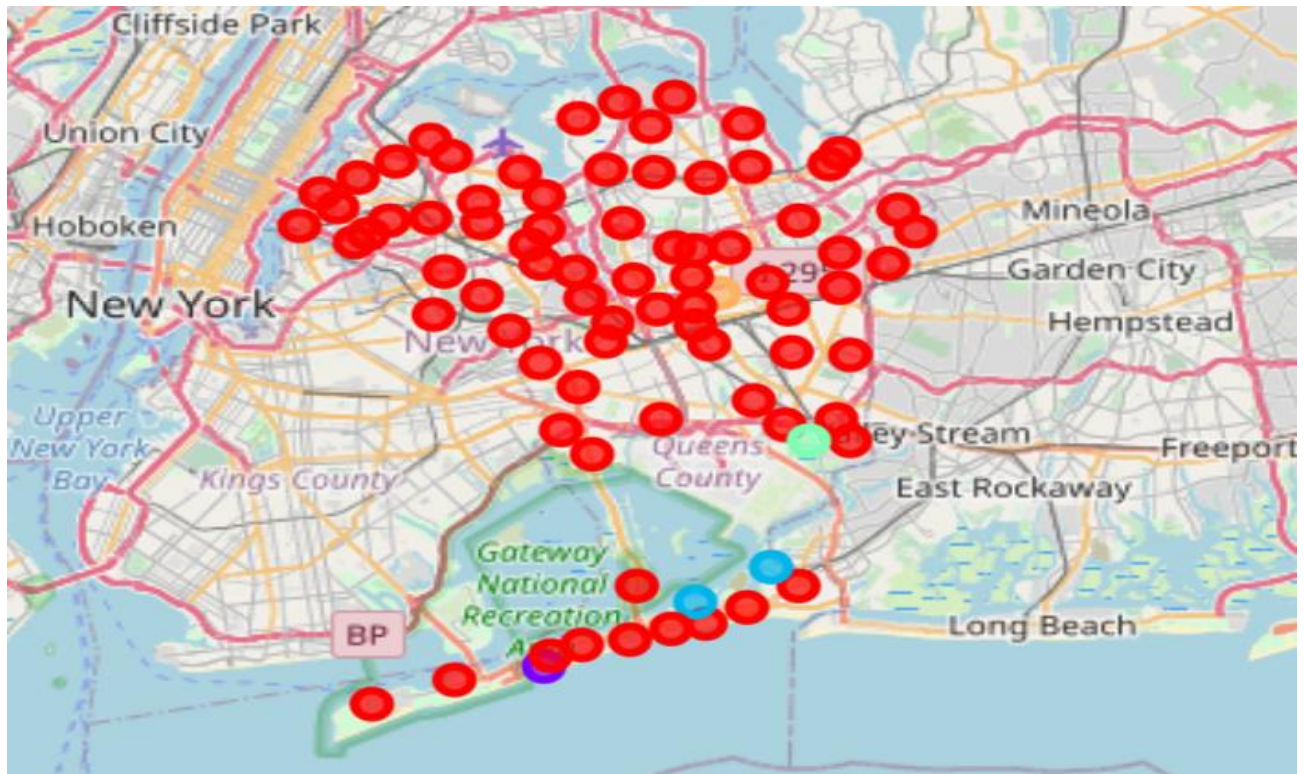 Cliffside Park
Union City
Hoboken
Mineola
New York
Garden City
Hempstead
New York
Upper
New York
Bay
Kings County
Queens
County
Stream
Freeport
East Rockaway
Gateway
National
Recreation
BP
Long Beach